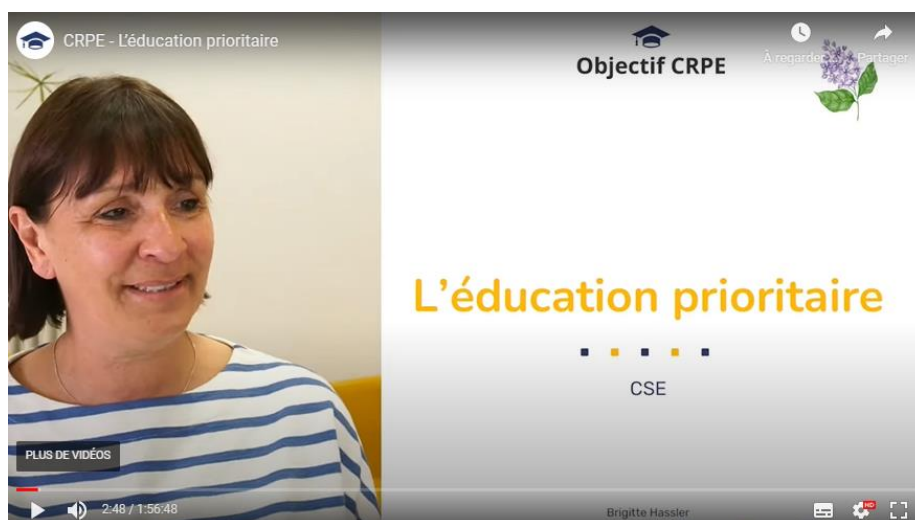 CRPE - L'éducation prioritaire
Objectif CRPE
À regarder... Partager
L'éducation prioritaire
CSE
PLUS DE VIDÉOS
2:48 / 1:56:48
Brigitte Hassler
HD